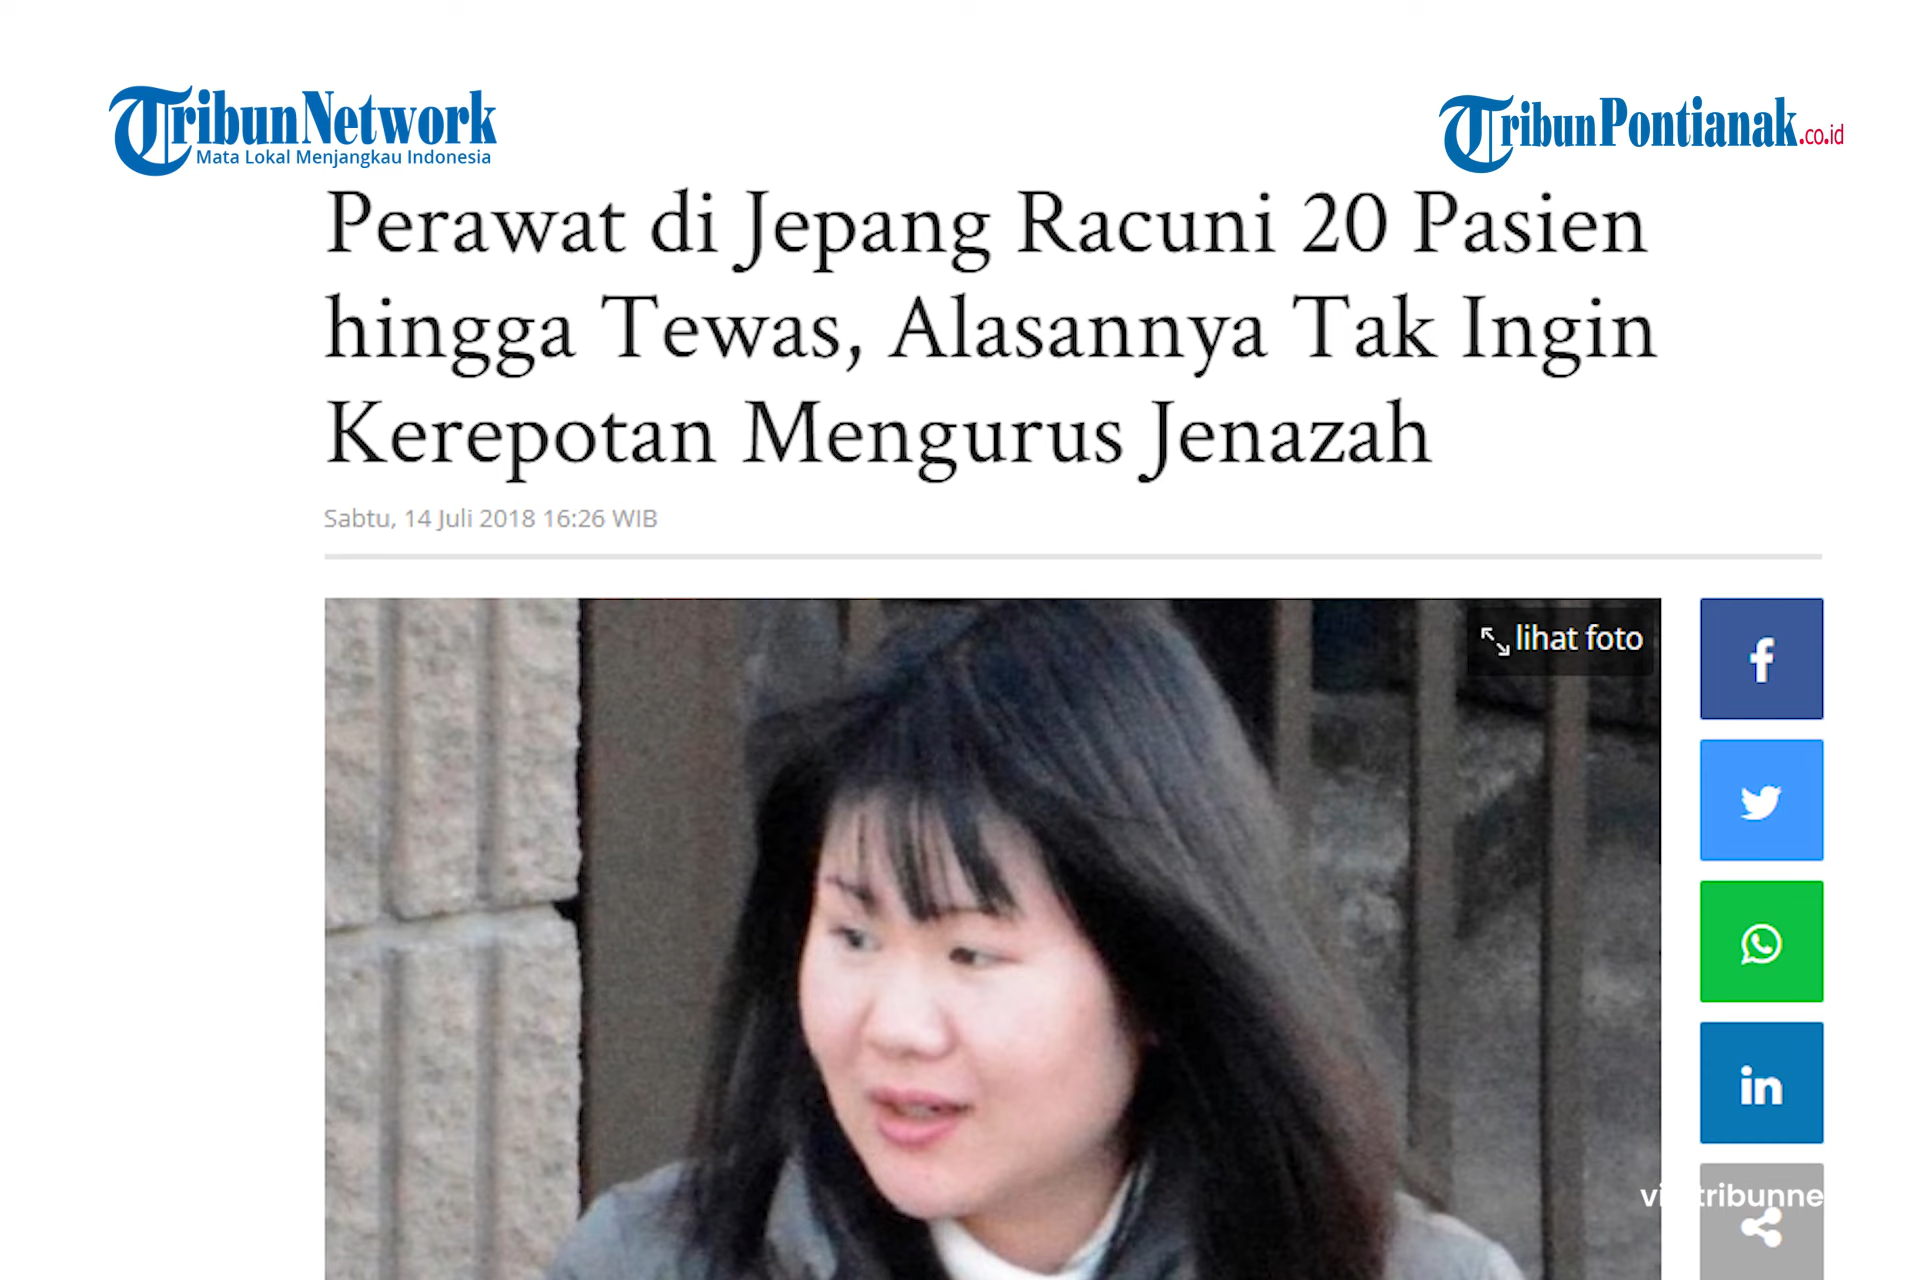 TribunNetwork
Mata Lokal Menjangkau Indonesia
TribunPontianak.co.id
Perawat di Jepang Racuni 20 Pasien
hingga Tewas, Alasannya Tak Ingin
Kerepotan Mengurus Jenazah
Sabtu, 14 Juli 2018 16:26 WIB
lihat foto
f
in
tribunne